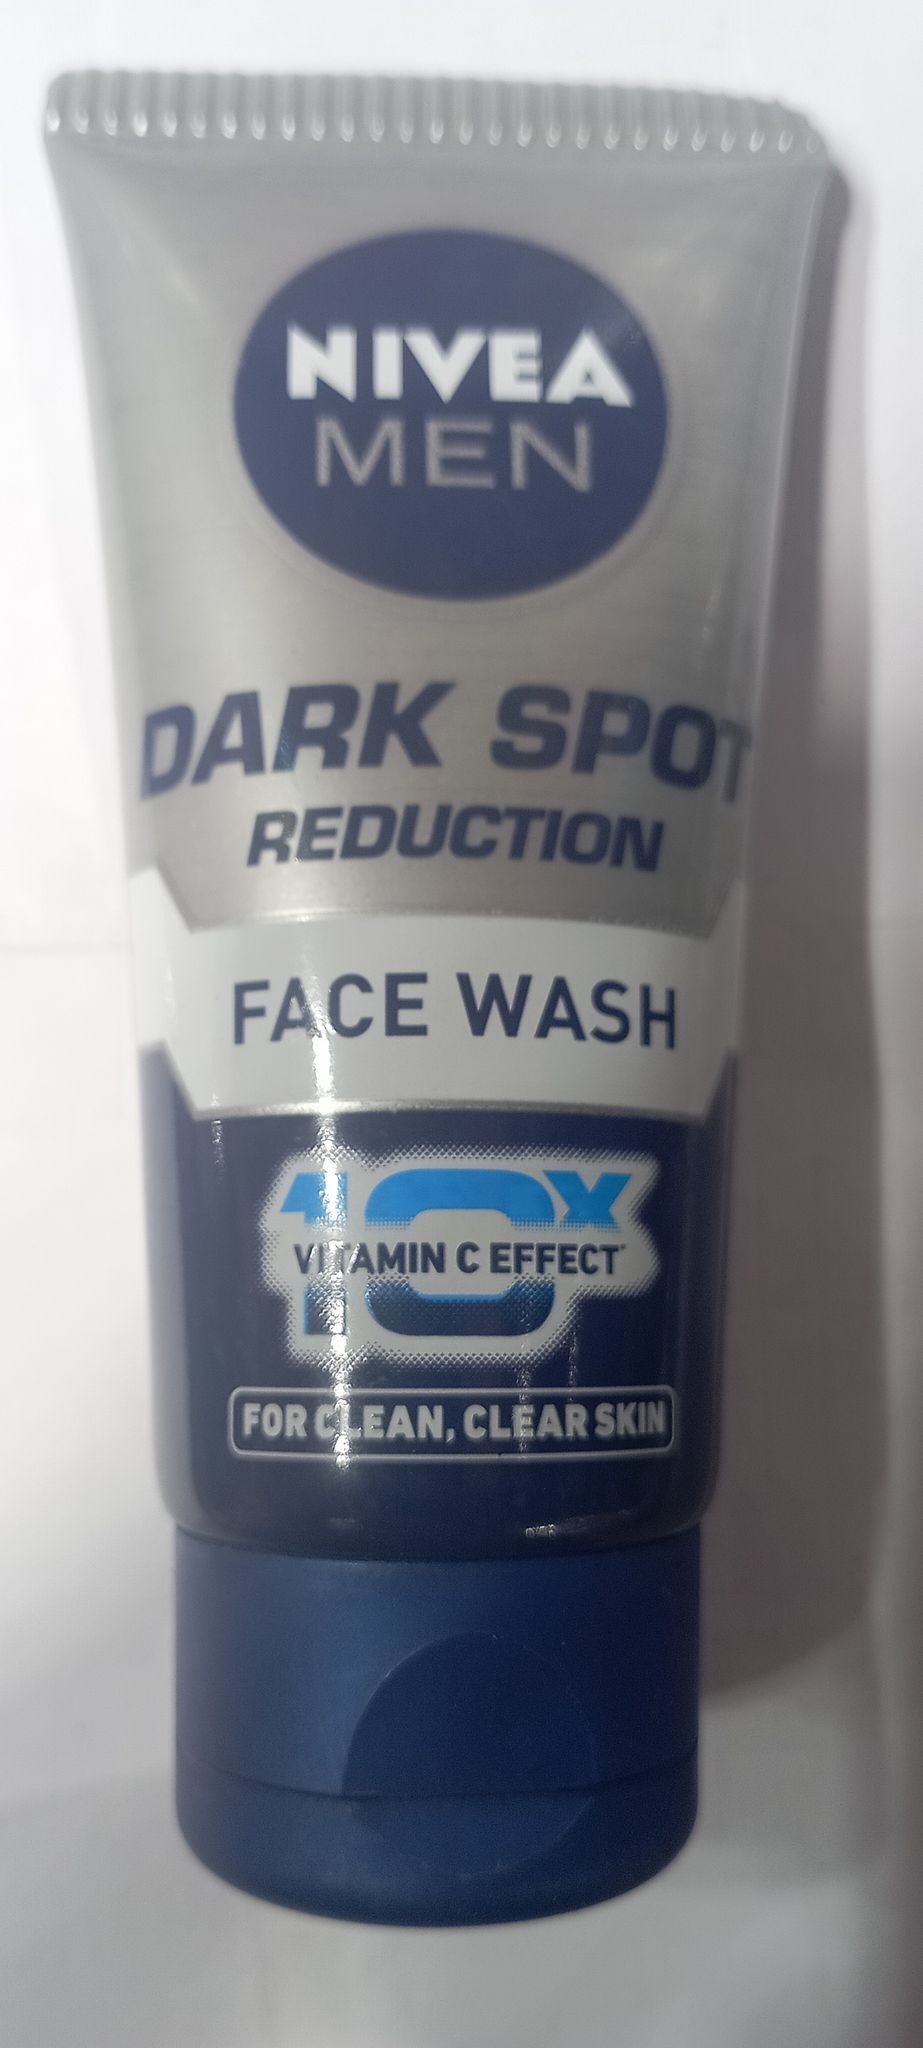 NIVEA
MEN
DARK SPOT
REDUCTION
FACE WASH
10X
VITAMIN C EFFECT*
FOR CLEAN, CLEAR SKIN